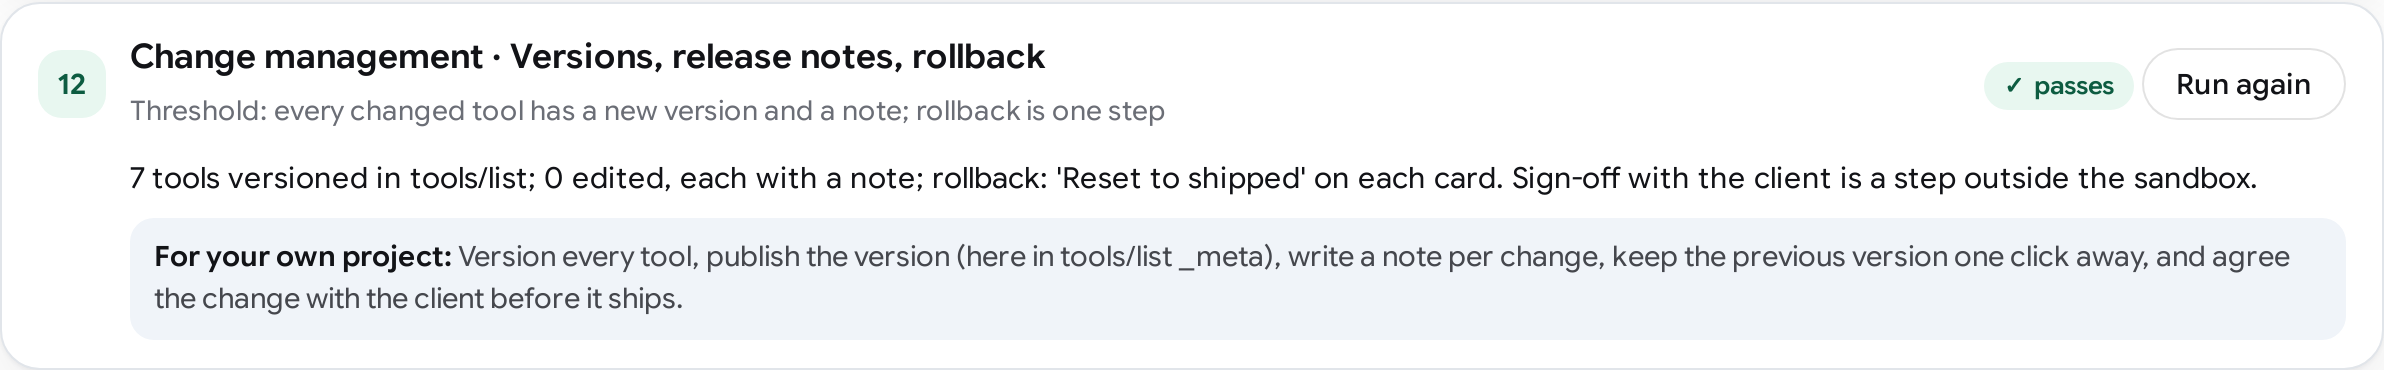 12
Change management · Versions, release notes, rollback
Threshold: every changed tool has a new version and a note; rollback is one step
✓ passes
Run again
7 tools versioned in tools/list; 0 edited, each with a note; rollback: 'Reset to shipped' on each card. Sign-off with the client is a step outside the sandbox.
For your own project: Version every tool, publish the version (here in tools/list _meta), write a note per change, keep the previous version one click away, and agree
the change with the client before it ships.